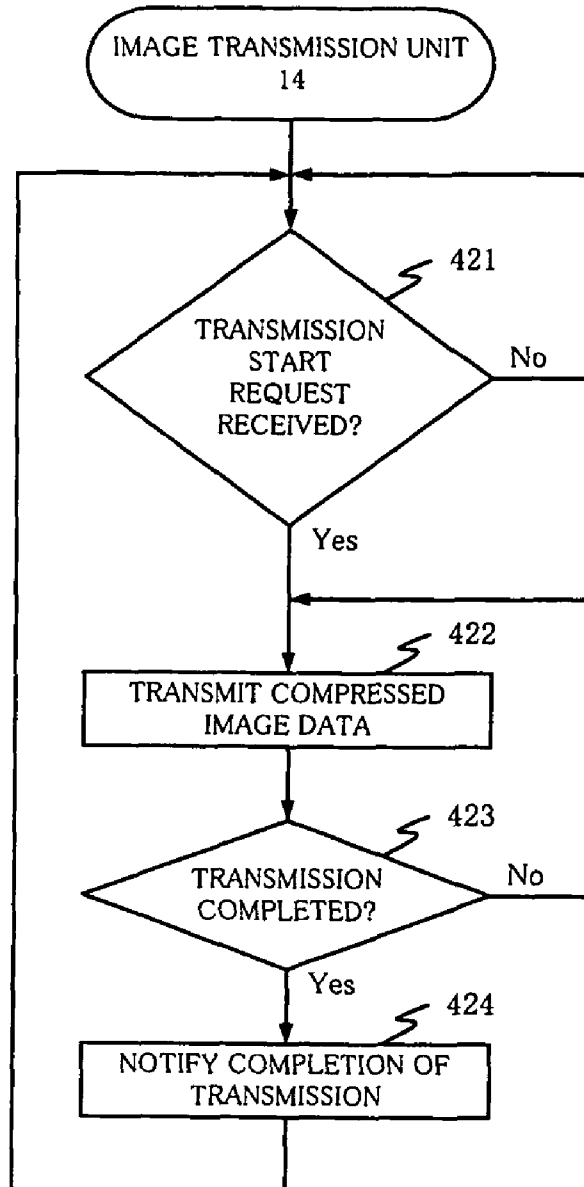 IMAGE TRANSMISSION UNIT
14
421
TRANSMISSION
START
REQUEST
RECEIVED?
No
Yes
422
TRANSMIT COMPRESSED
IMAGE DATA
423
TRANSMISSION
COMPLETED?
No
Yes
424
NOTIFY COMPLETION OF
TRANSMISSION